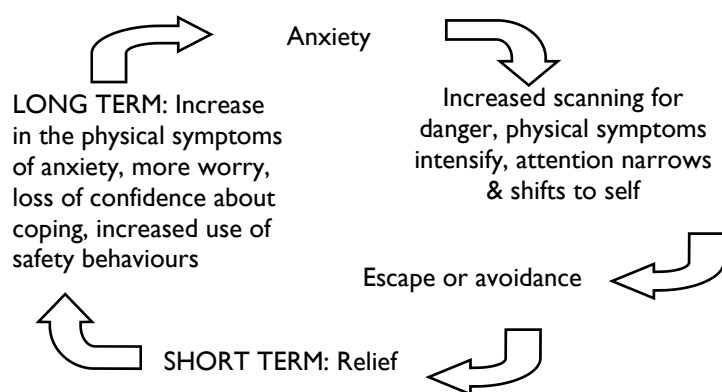 Anxiety
Increased scanning for
danger, physical symptoms
intensify, attention narrows
& shifts to self
Escape or avoidance
SHORT TERM: Relief
LONG TERM: Increase
in the physical symptoms
of anxiety, more worry,
loss of confidence about
coping, increased use of
safety behaviours